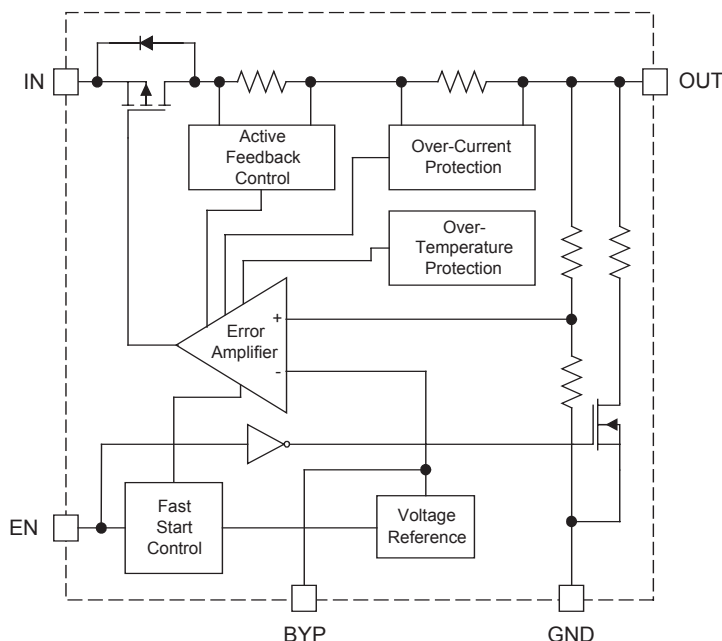 IN
OUT
Active
Feedback
Control
Over-Current
Protection
Over-
Temperature
Protection
Error
Amplifier
+
-
EN
Fast
Start
Control
Voltage
Reference
BYP
GND